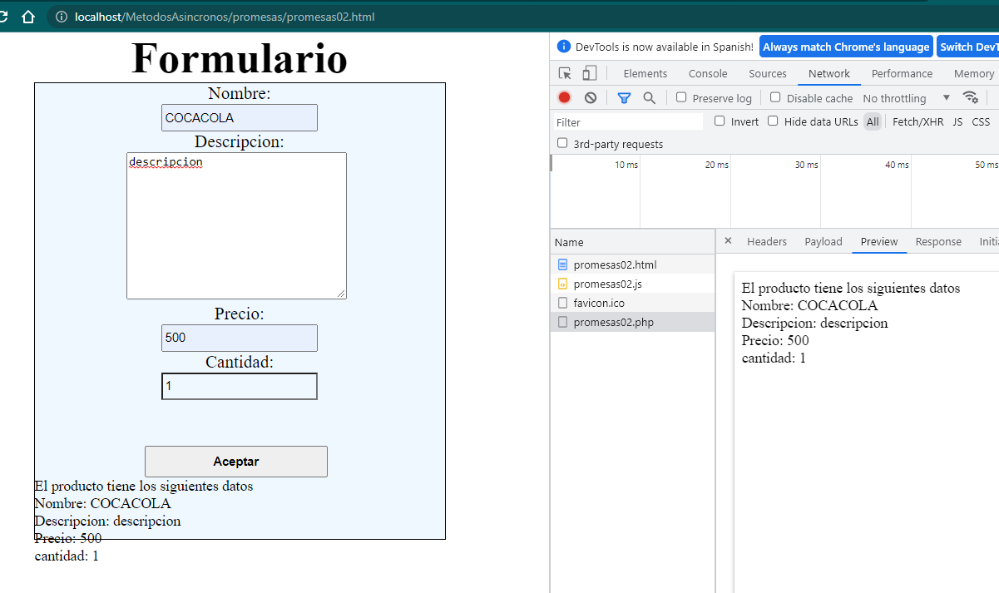 localhost/MetodosAsincronos/promesas/promesas02.html
Formulario
Nombre:
COCACOLA
Descripcion:
descripcion
Precio:
500
Cantidad:
1
Aceptar
El producto tiene los siguientes datos
Nombre: COCACOLA
Descripcion: descripcion
Precio: 500
cantidad: 1
DevTools is now available in Spanish! Always match Chrome's language Switch DevT
Elements Console Sources Network Performance Memory
Preserve log Disable cache No throttling
Filter Invert Hide data URLs All Fetch/XHR JS CSS
3rd-party requests
10 ms 20 ms 30 ms 40 ms 50 ms
Name
promesas02.html
promesas02.js
favicon.ico
promesas02.php
× Headers Payload Preview Response Initi
El producto tiene los siguientes datos
Nombre: COCACOLA
Descripcion: descripcion
Precio: 500
cantidad: 1